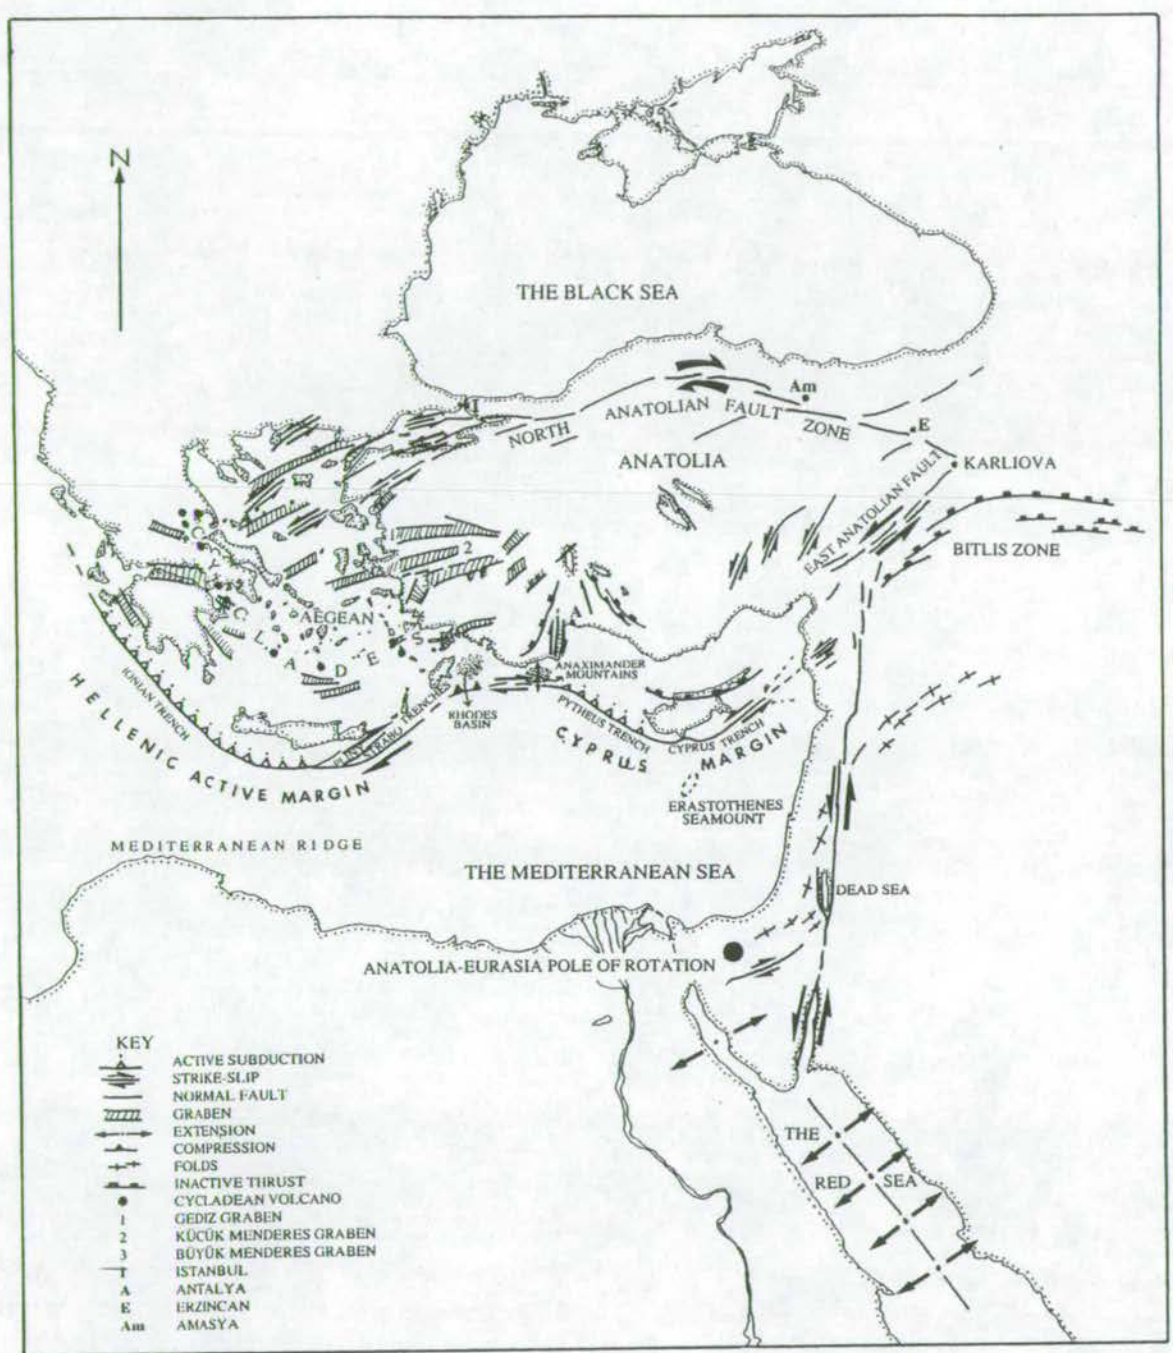 N
THE BLACK SEA
Am
I
ANATOLIAN FAULT
NORTH
ZONE
E
ANATOLIA
KARLIOVA
EAST ANATOLIAN FAULT
BITLIS ZONE
1
2
C Y C L A D E S
AEGEAN
A
ANAXIMANDER
MOUNTAINS
IONIAN TRENCH
STRABO TRENCHES
RHODES
BASIN
PYTHEUS TRENCH
CYPRUS TRENCH
HELLENIC ACTIVE MARGIN
CYPRUS MARGIN
ERASTOTHENES
SEAMOUNT
MEDITERRANEAN RIDGE
THE MEDITERRANEAN SEA
DEAD SEA
ANATOLIA-EURASIA POLE OF ROTATION
THE
RED SEA
KEY
ACTIVE SUBDUCTION
STRIKE-SLIP
NORMAL FAULT
GRABEN
EXTENSION
COMPRESSION
FOLDS
INACTIVE THRUST
CYCLADEAN VOLCANO
1 GEDIZ GRABEN
2 KÜCÜK MENDERES GRABEN
3 BÜYÜK MENDERES GRABEN
I ISTANBUL
A ANTALYA
E ERZINCAN
Am AMASYA